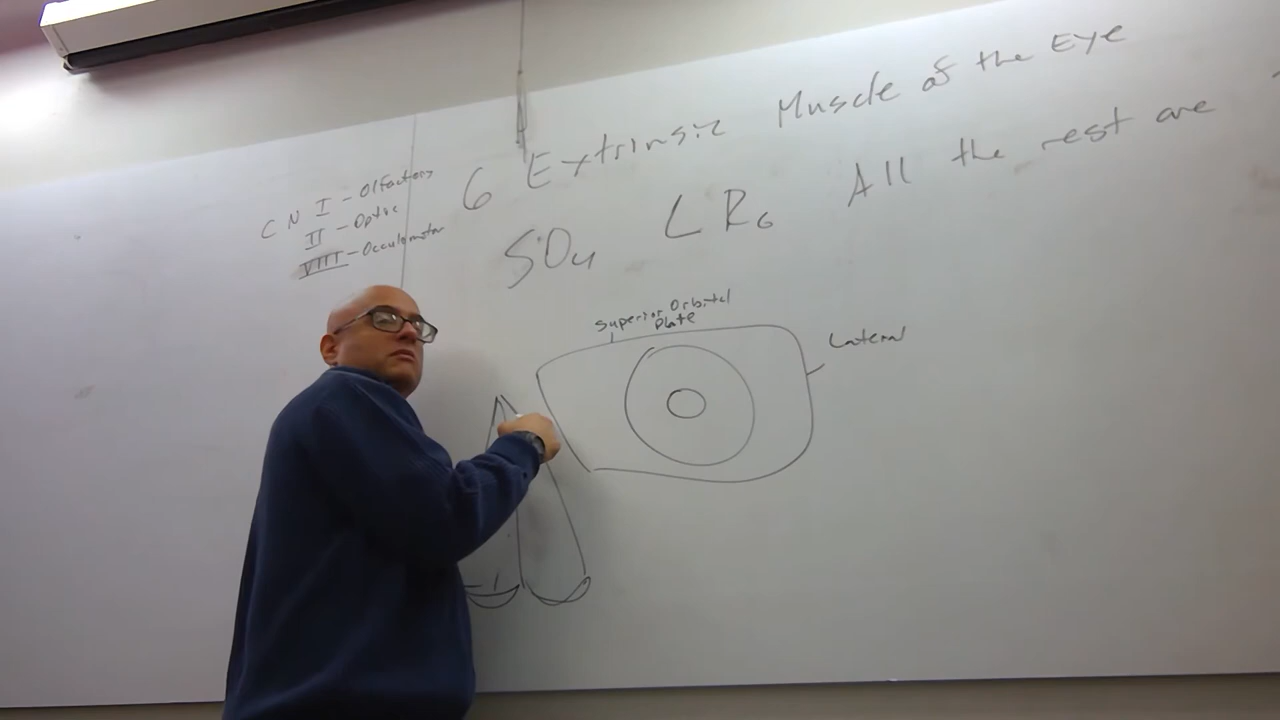 6 Extrinsic Muscle of the Eye
CN I - Olfactory
II - Optic
VIII - Occulomotor
SO4 LR6 All the rest are
Superior Orbital
Plate
Lateral